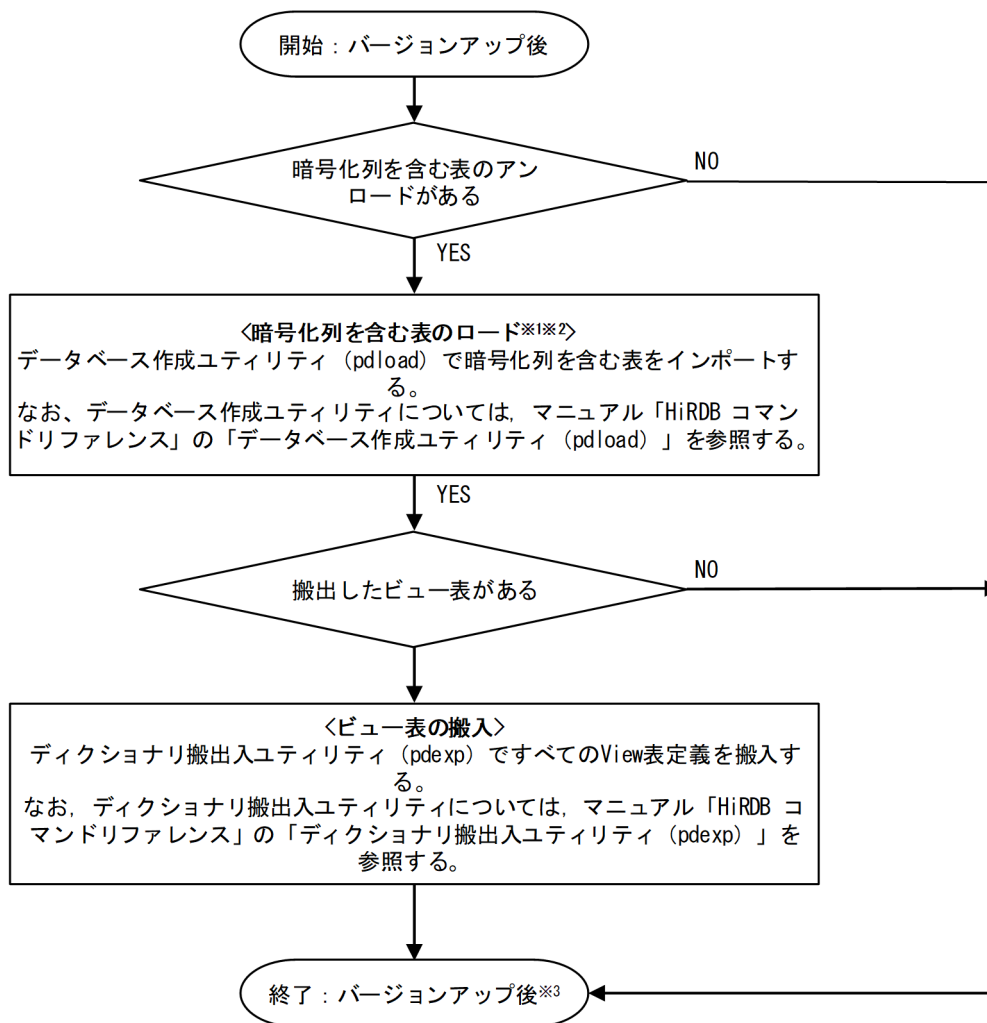 開始：バージョンアップ後
暗号化列を含む表のアン
ロードがある
NO
YES
<暗号化列を含む表のロード※1※2>
データベース作成ユティリティ（pdload）で暗号化列を含む表をインポートす
る。
なお、データベース作成ユティリティについては，マニュアル「HiRDB コマン
ドリファレンス」の「データベース作成ユティリティ（pdload）」を参照する。
YES
搬出したビュー表がある
NO
<ビュー表の搬入>
ディクショナリ搬出入ユティリティ（pdexp）ですべてのView表定義を搬入す
る。
なお，ディクショナリ搬出入ユティリティについては，マニュアル「HiRDB コ
マンドリファレンス」の「ディクショナリ搬出入ユティリティ（pdexp）」を
参照する。
終了：バージョンアップ後※3